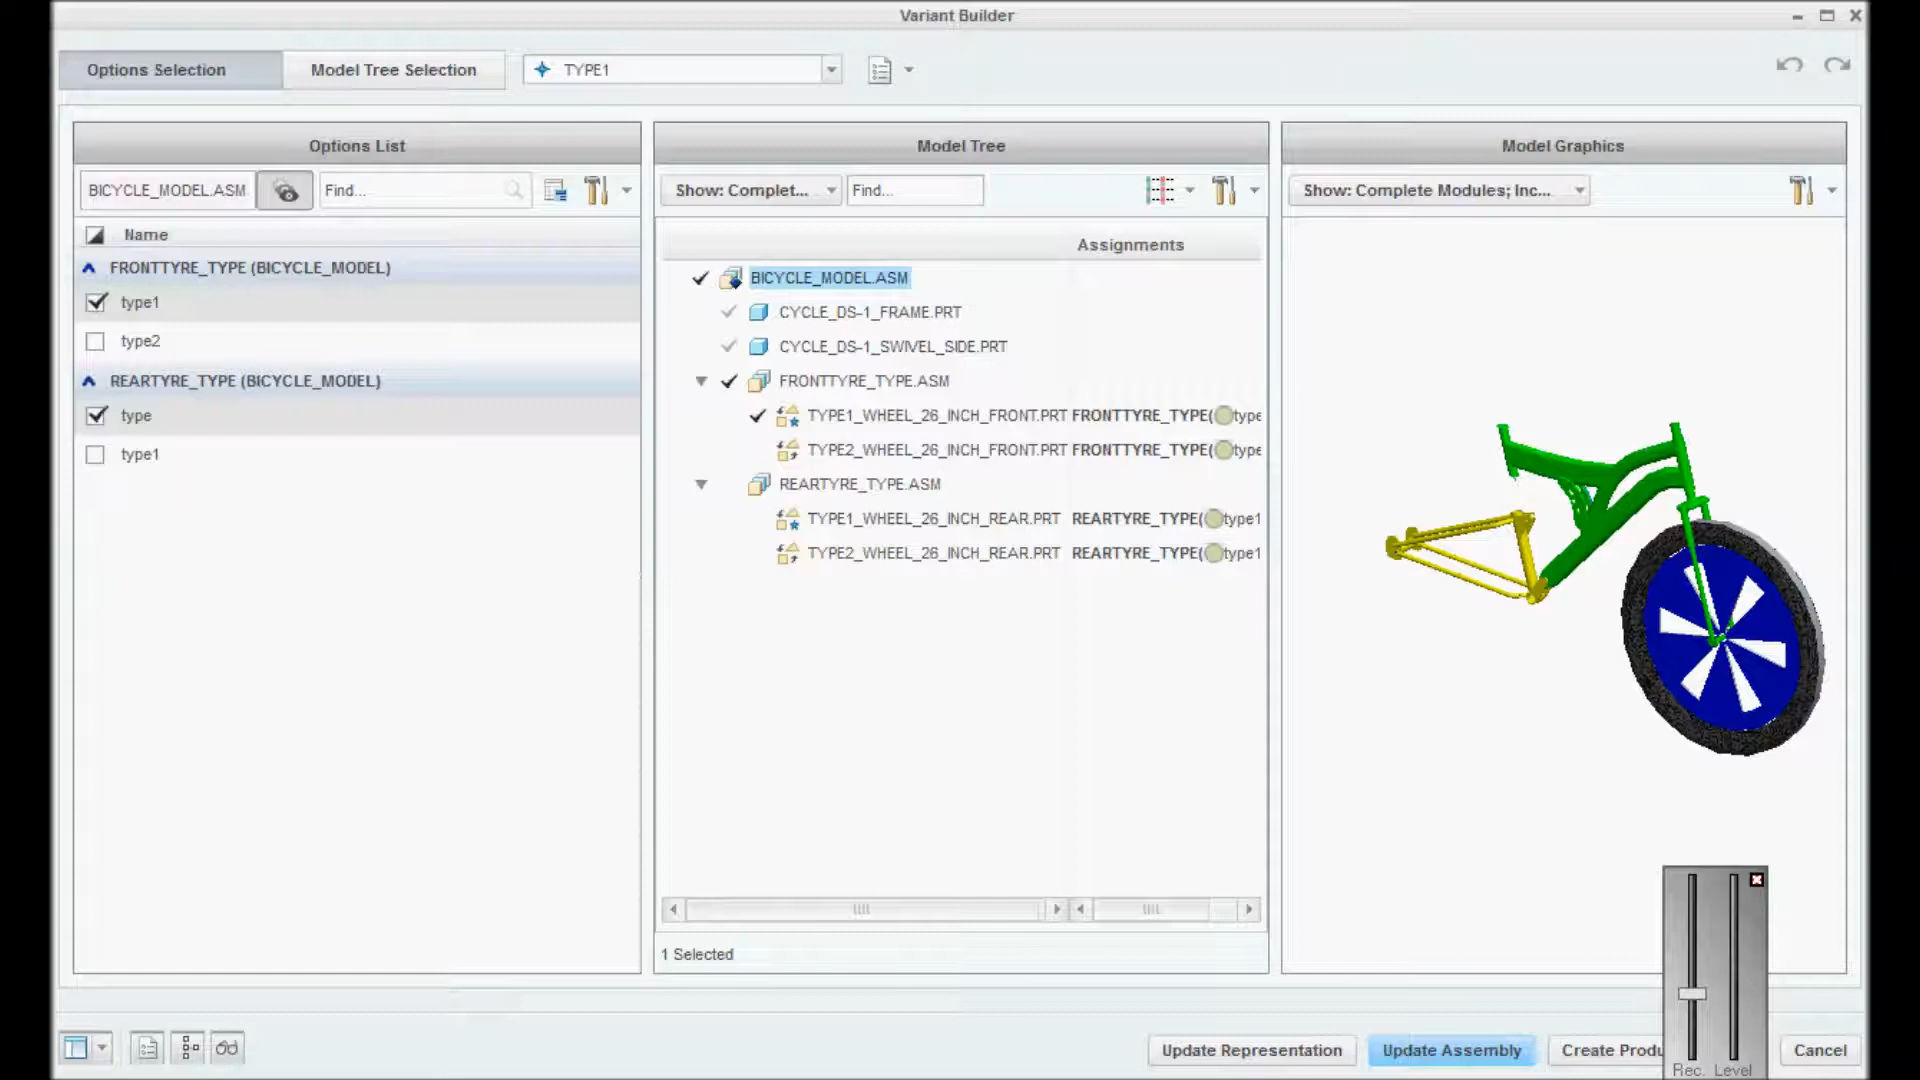 Variant Builder
Options Selection
Model Tree Selection
TYPE1
Options List
BICYCLE_MODEL.ASM
Find...
Name
FRONTTYRE_TYPE (BICYCLE_MODEL)
type1
type2
REARTYRE_TYPE (BICYCLE_MODEL)
type
type1
Model Tree
Show: Complet...
Find...
Assignments
BICYCLE_MODEL.ASM
CYCLE_DS-1_FRAME.PRT
CYCLE_DS-1_SWIVEL_SIDE.PRT
FRONTTYRE_TYPE.ASM
TYPE1_WHEEL_26_INCH_FRONT.PRT FRONTTYRE_TYPE( type
TYPE2_WHEEL_26_INCH_FRONT.PRT FRONTTYRE_TYPE( type
REARTYRE_TYPE.ASM
TYPE1_WHEEL_26_INCH_REAR.PRT REARTYRE_TYPE( type1
TYPE2_WHEEL_26_INCH_REAR.PRT REARTYRE_TYPE( type1
1 Selected
Model Graphics
Show: Complete Modules; Inc...
Update Representation
Update Assembly
Create Produ
Cancel
Rec. Level